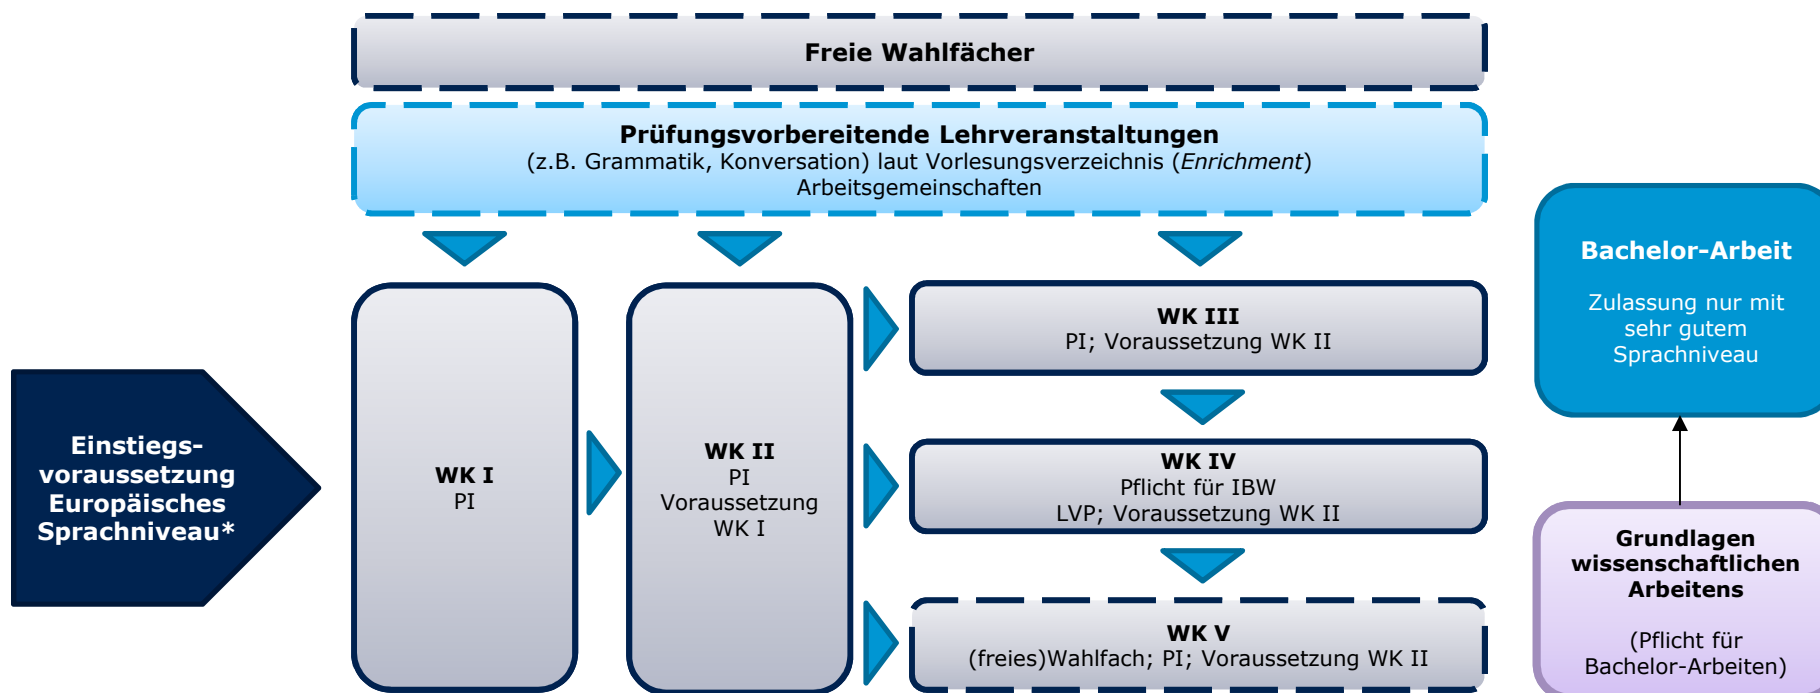 Freie Wahlfächer
Prüfungsvorbereitende Lehrveranstaltungen
(z.B. Grammatik, Konversation) laut Vorlesungsverzeichnis (Enrichment)
Arbeitsgemeinschaften
Einstiegs-
voraussetzung
Europäisches
Sprachniveau*
WK I
PI
WK II
PI
Voraussetzung
WK I
WK III
PI; Voraussetzung WK II
WK IV
Pflicht für IBW
LVP; Voraussetzung WK II
WK V
(freies)Wahlfach; PI; Voraussetzung WK II
Bachelor-Arbeit
Zulassung nur mit
sehr gutem
Sprachniveau
Grundlagen
wissenschaftlichen
Arbeitens
(Pflicht für
Bachelor-Arbeiten)